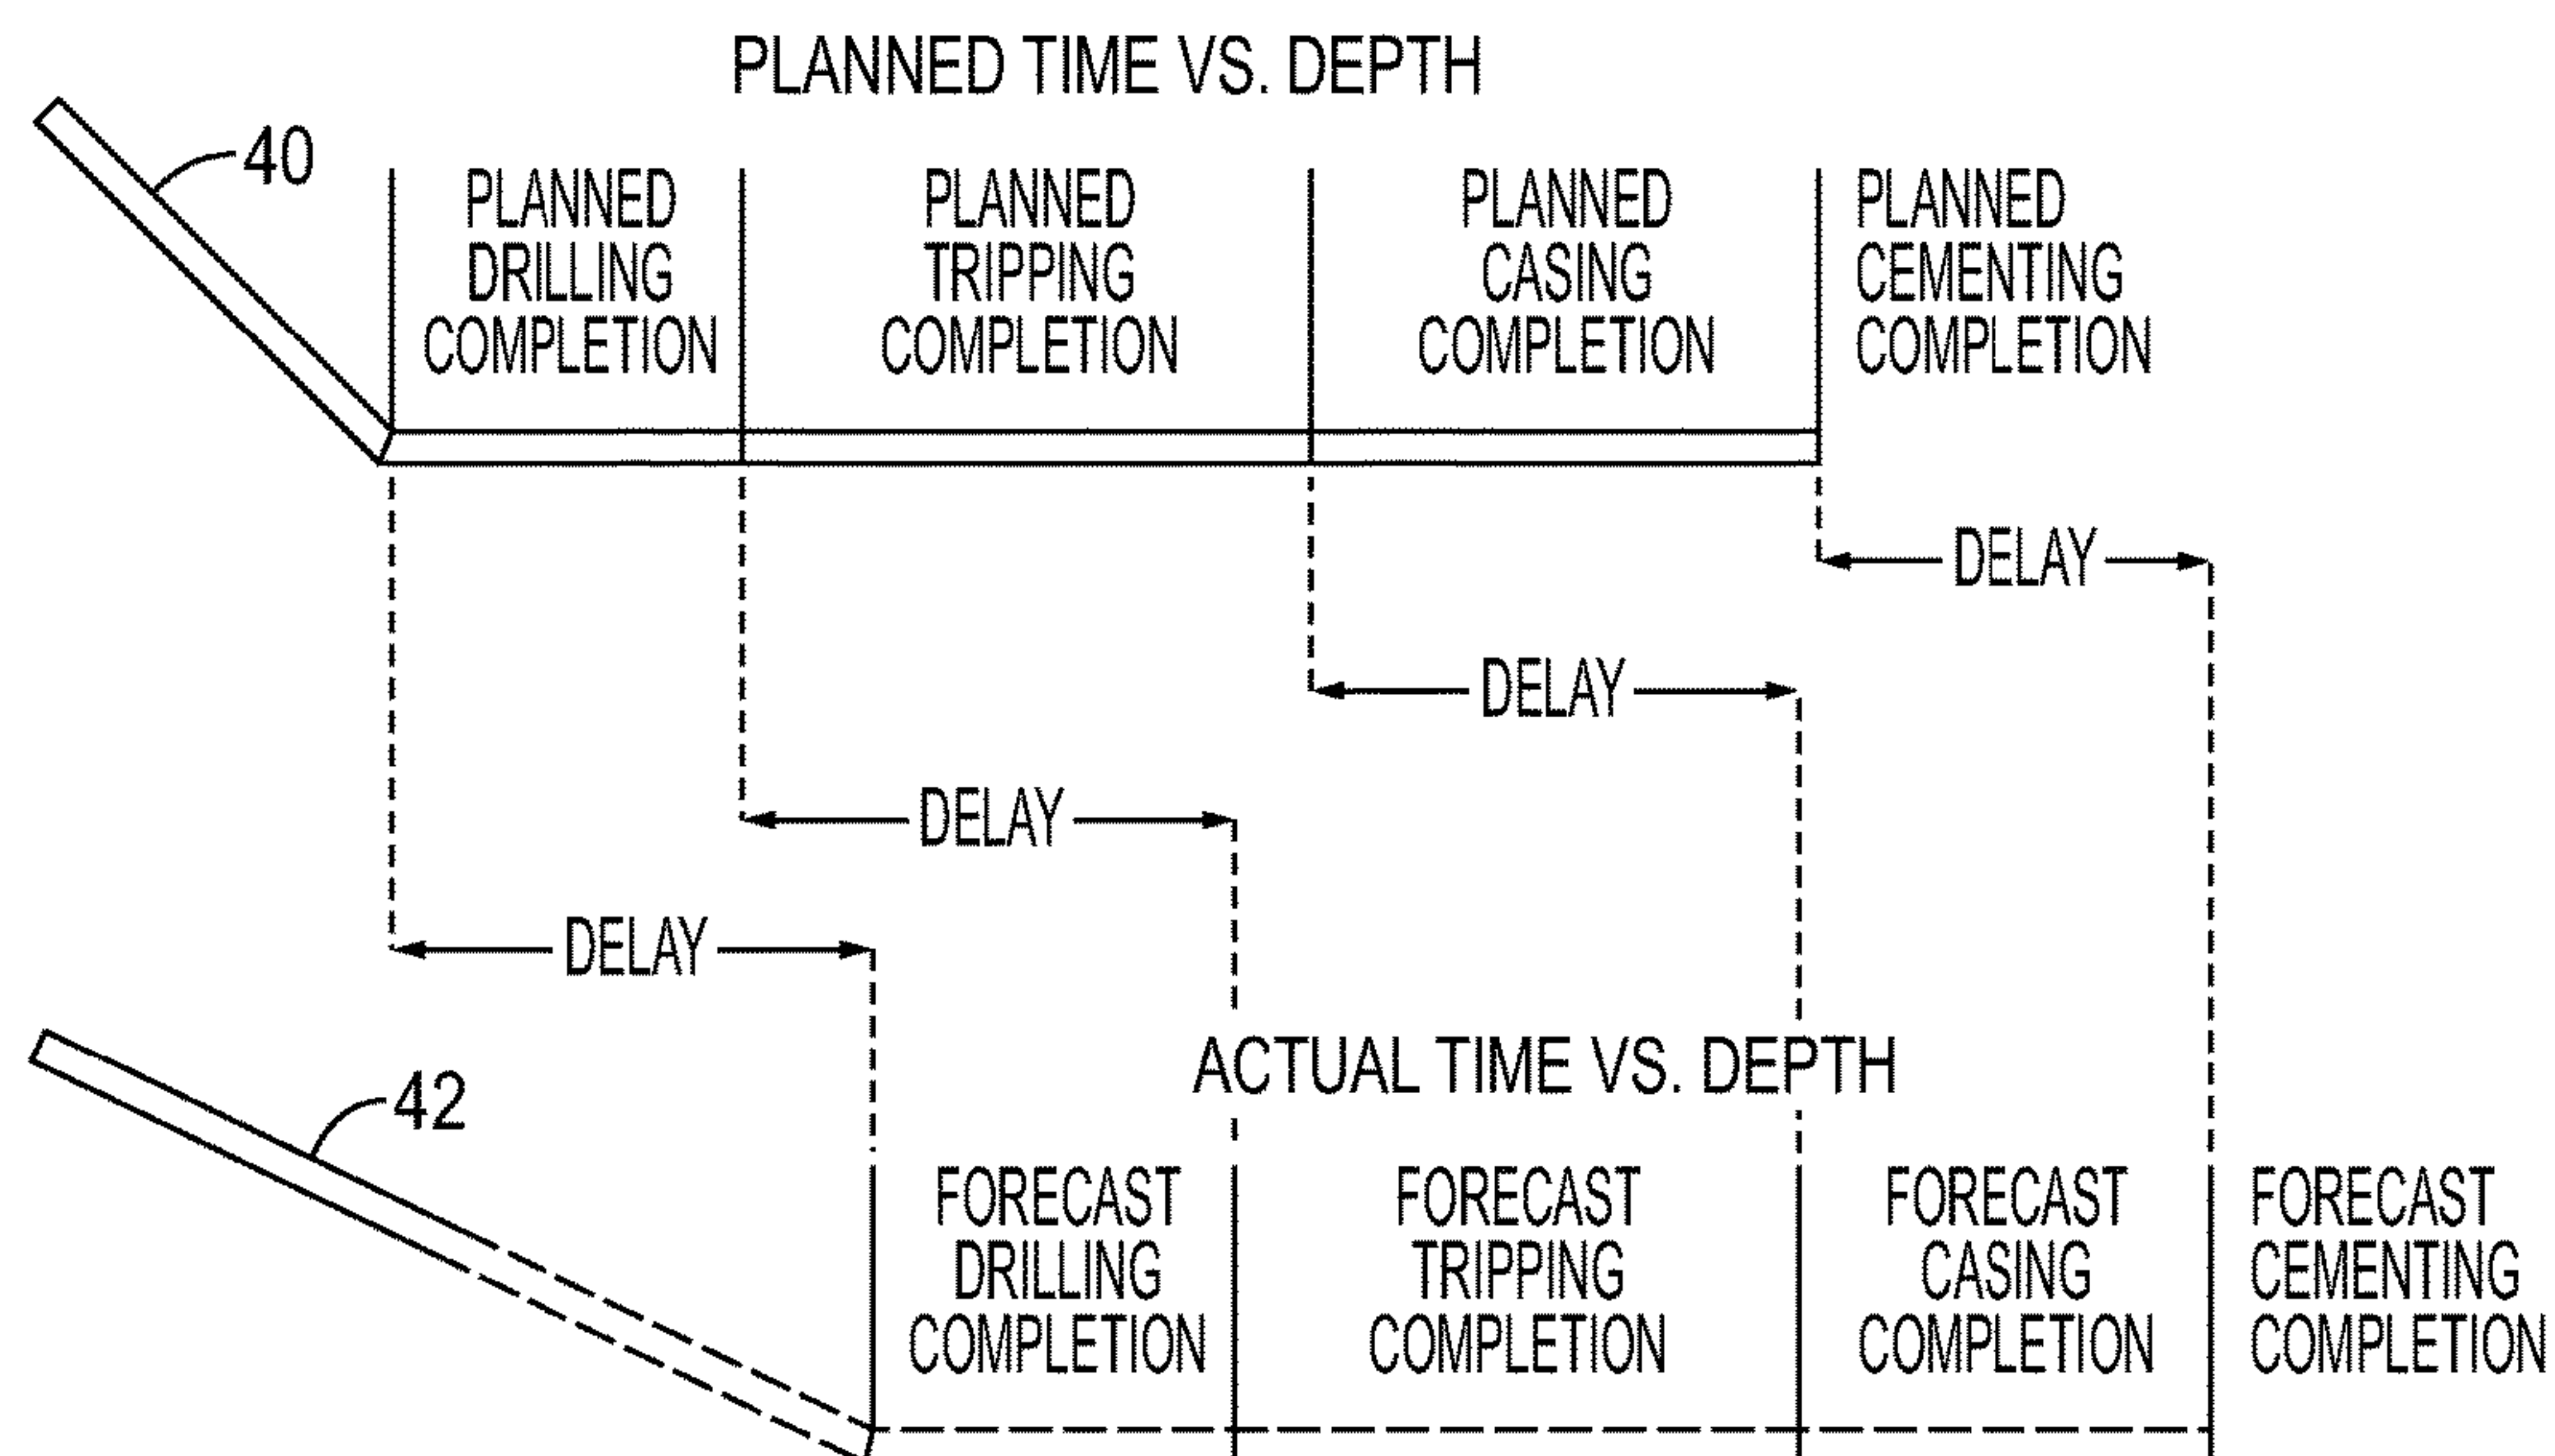 PLANNED TIME VS. DEPTH
40
PLANNED
DRILLING
COMPLETION
PLANNED
TRIPPING
COMPLETION
PLANNED
CASING
COMPLETION
PLANNED
CEMENTING
COMPLETION
DELAY
DELAY
DELAY
DELAY
ACTUAL TIME VS. DEPTH
42
FORECAST
DRILLING
COMPLETION
FORECAST
TRIPPING
COMPLETION
FORECAST
CASING
COMPLETION
FORECAST
CEMENTING
COMPLETION